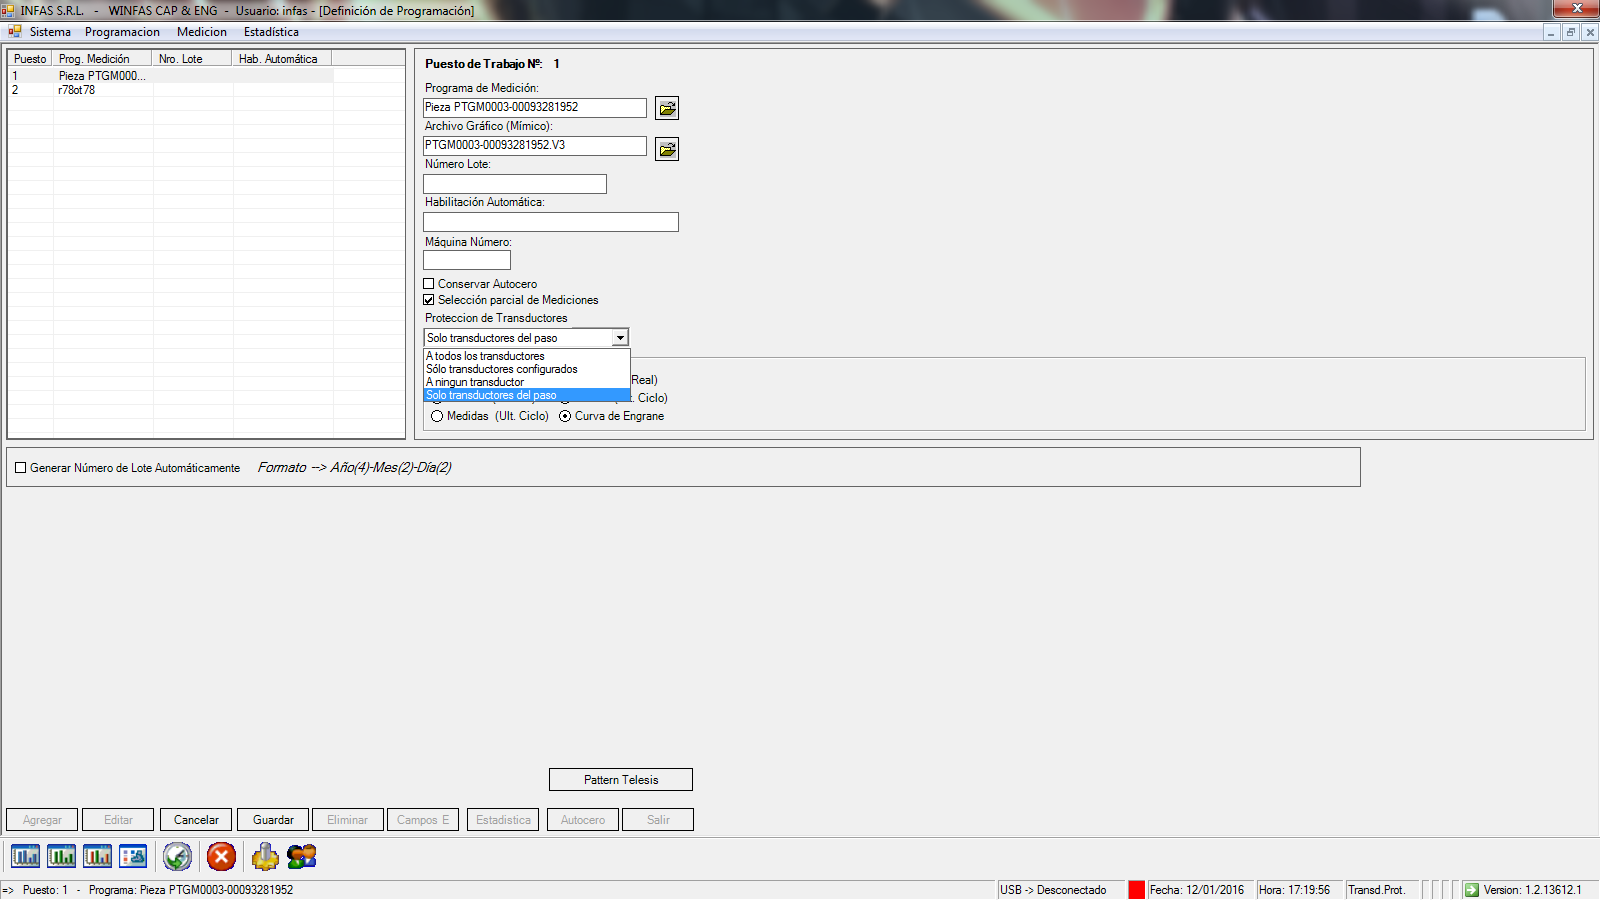 INFAS S.R.L. - WINFAS CAP & ENG - Usuario: infas - [Definición de Programación]
Sistema Programacion Medicion Estadística
Puesto Prog. Medición Nro. Lote Hab. Automática
1 Pieza PTGM000...
2 r78ot78
Puesto de Trabajo Nº: 1
Programa de Medición:
Pieza PTGM0003-00093281952
Archivo Gráfico (Mímico):
PTGM0003-00093281952.V3
Número Lote:
Habilitación Automática:
Máquina Número:
Conservar Autocero
Selección parcial de Mediciones
Proteccion de Transductores
Solo transductores del paso
A todos los transductores
Sólo transductores configurados
A ningun transductor
Solo transductores del paso
Real)
t. Ciclo)
Medidas (Ult. Ciclo) Curva de Engrane
Generar Número de Lote Automáticamente Formato --> Año(4)-Mes(2)-Día(2)
Pattern Telesis
Agregar Editar Cancelar Guardar Eliminar Campos E Estadistica Autocero Salir
=> Puesto: 1 - Programa: Pieza PTGM0003-00093281952 USB -> Desconectado Fecha: 12/01/2016 Hora: 17:19:56 Transd.Prot. Version: 1.2.13612.1